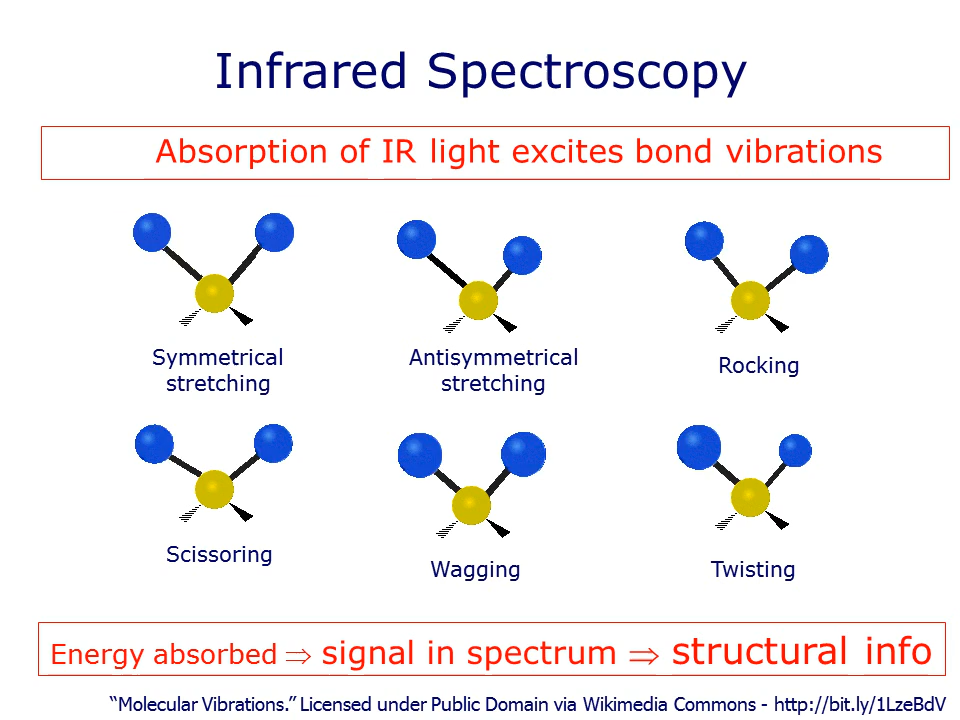 Infrared Spectroscopy
Absorption of IR light excites bond vibrations
Symmetrical
stretching
Antisymmetrical
stretching
Rocking
Scissoring
Wagging
Twisting
Energy absorbed ⇒ signal in spectrum ⇒ structural info
“Molecular Vibrations.” Licensed under Public Domain via Wikimedia Commons - http://bit.ly/1LzeBdV